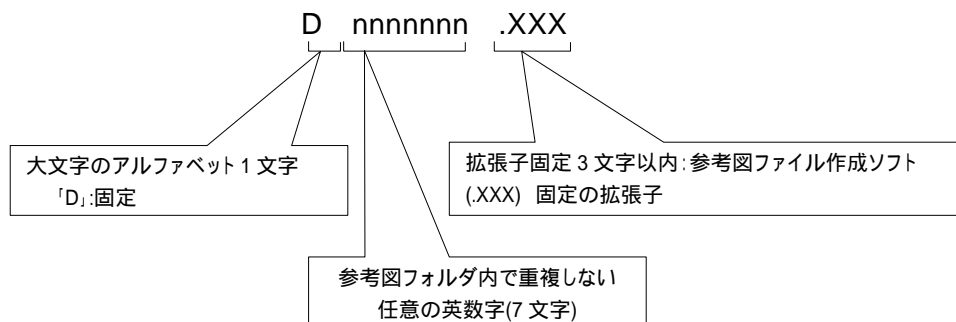 D nnnnnnn .XXX
大文字のアルファベット1文字
「D」:固定
拡張子固定3文字以内:参考図ファイル作成ソフト
(.XXX) 固定の拡張子
参考図フォルダ内で重複しない
任意の英数字(7文字)